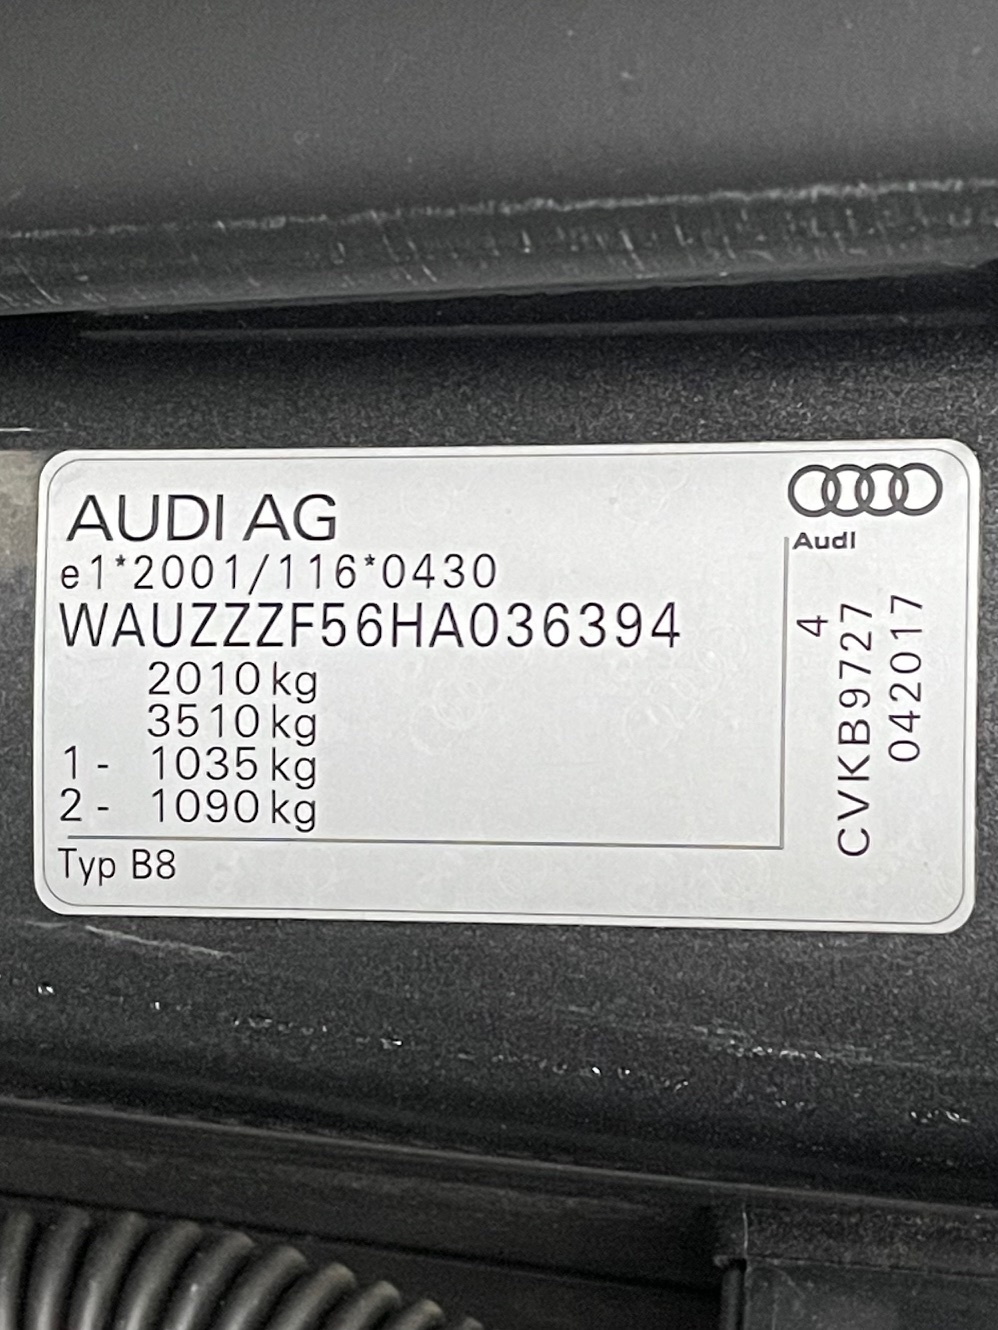 AUDI AG
e1*2001/116*0430
WAUZZZF56HA036394
2010 kg
3510 kg
1 - 1035 kg
2 - 1090 kg
Typ B8
Audi
4
CVKB9727
042017